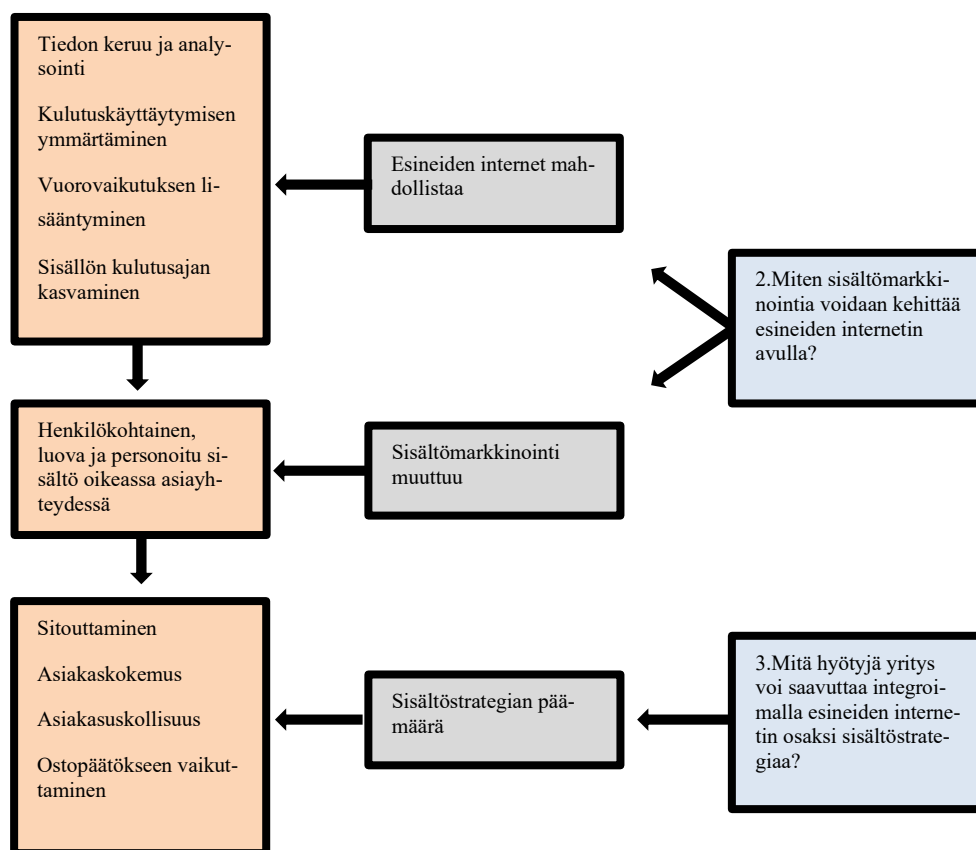 Tiedon keruu ja analy-
sointi
Kulutuskäyttäytymisen
ymmärtäminen
Vuorovaikutuksen li-
sääntyminen
Sisällön kulutusajan
kasvaminen
Esineiden internet mah-
dollistaa
2.Miten sisältömarkki-
nointia voidaan kehittää
esineiden internetin
avulla?
Henkilökohtainen,
luova ja personoitu si-
sältö oikeassa asiayh-
teydessä
Sisältömarkkinointi
muuttuu
Sitouttaminen
Asiakaskokemus
Asiakasuskollisuus
Ostopäätökseen vaikut-
taminen
Sisältöstrategian pää-
määrä
3.Mitä hyötyjä yritys
voi saavuttaa integroi-
malla esineiden interne-
tin osaksi sisältöstrate-
giaa?